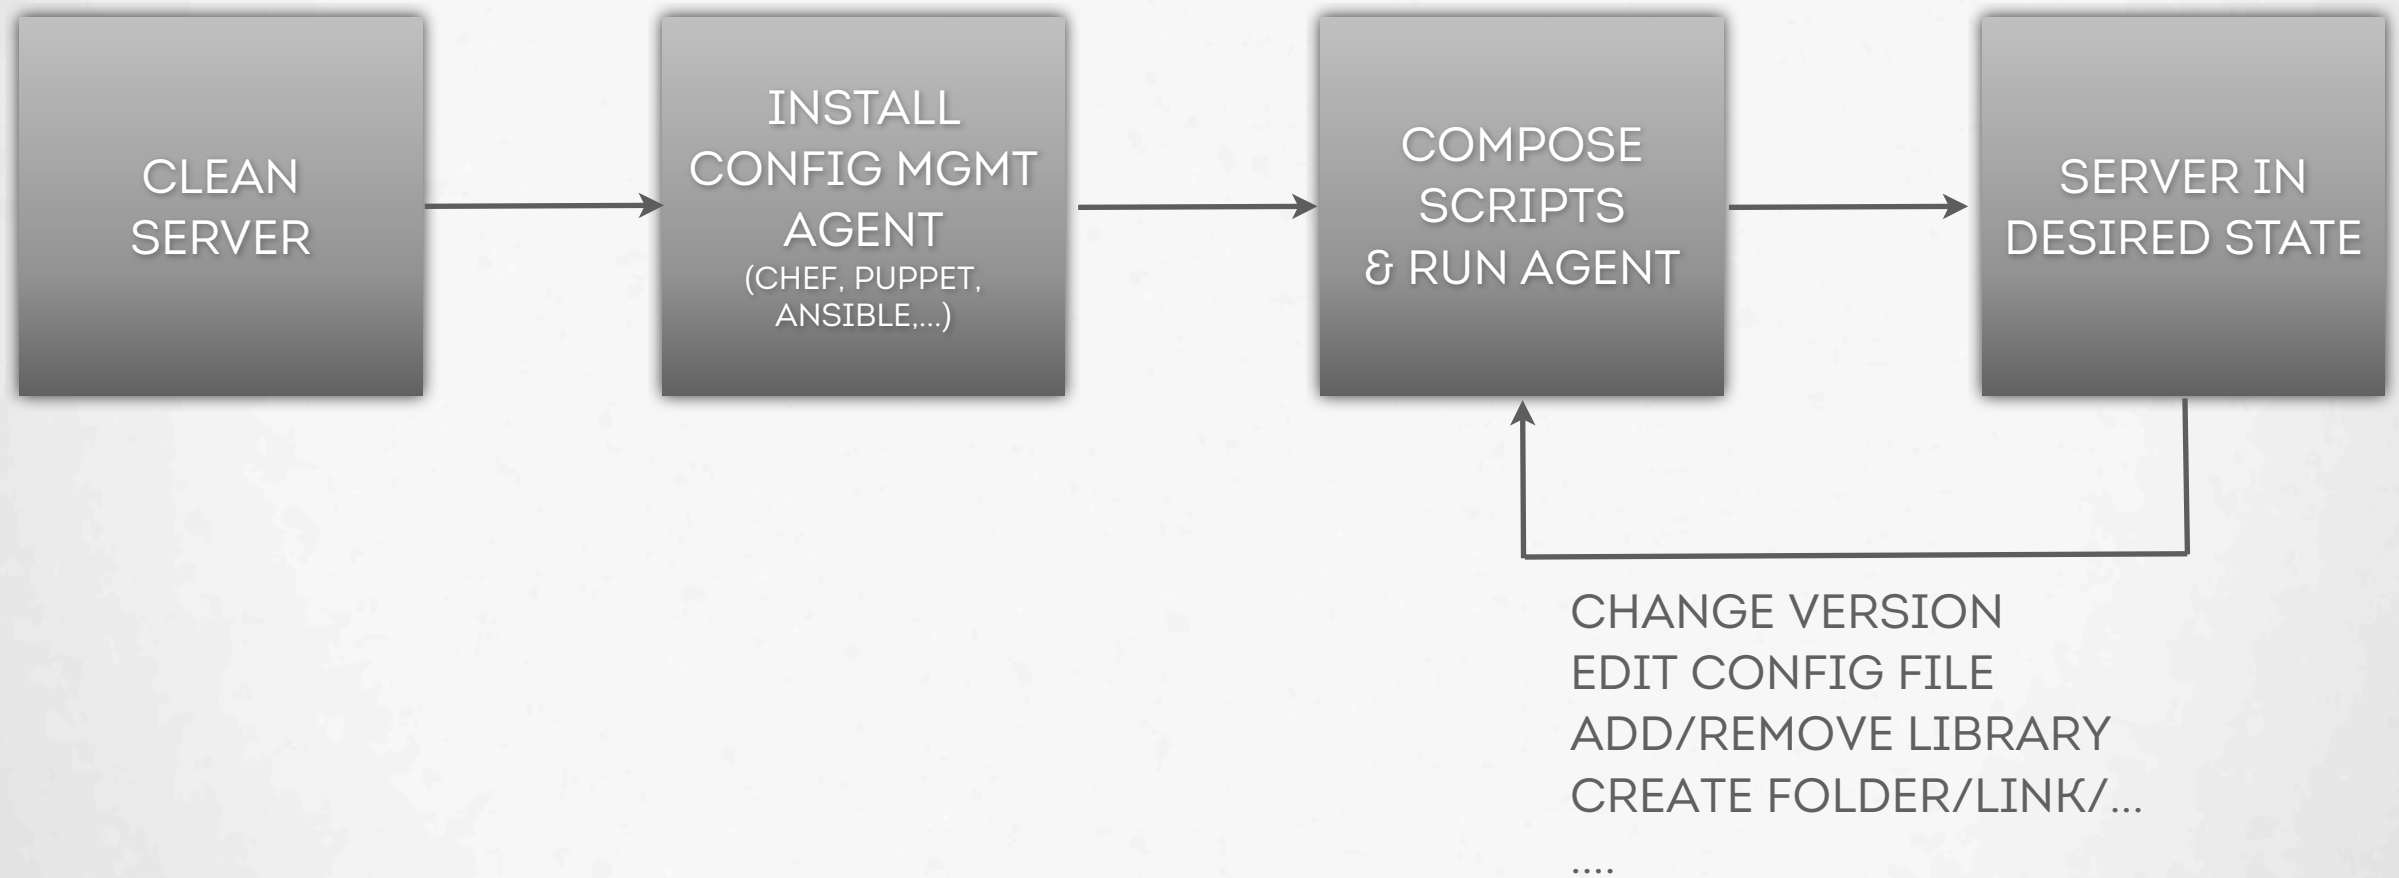 CLEAN
SERVER
INSTALL
CONFIG MGMT
AGENT
(CHEF, PUPPET,
ANSIBLE,...)
COMPOSE
SCRIPTS
& RUN AGENT
SERVER IN
DESIRED STATE
CHANGE VERSION
EDIT CONFIG FILE
ADD/REMOVE LIBRARY
CREATE FOLDER/LINK/...
....